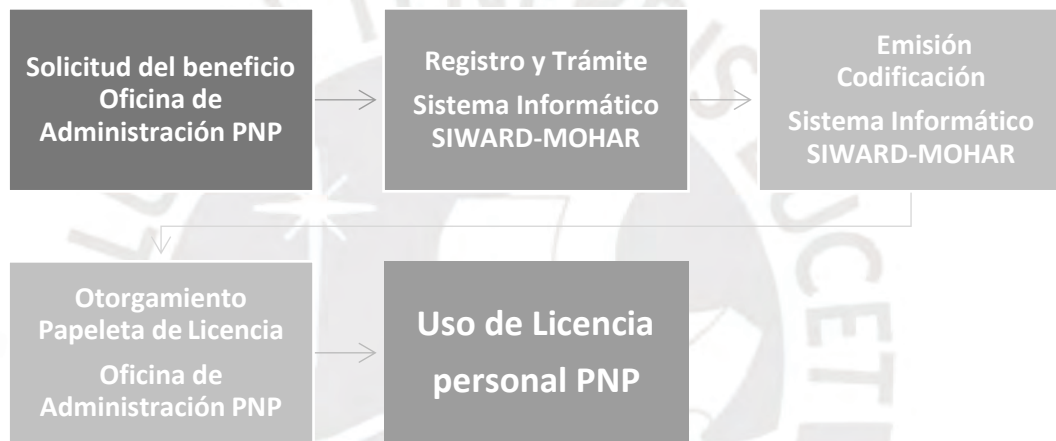 Solicitud del beneficio
Oficina de
Administración PNP
Registro y Trámite
Sistema Informático
SIWARD-MOHAR
Emisión
Codificación
Sistema Informático
SIWARD-MOHAR
Otorgamiento
Papeleta de Licencia
Oficina de
Administración PNP
Uso de Licencia
personal PNP